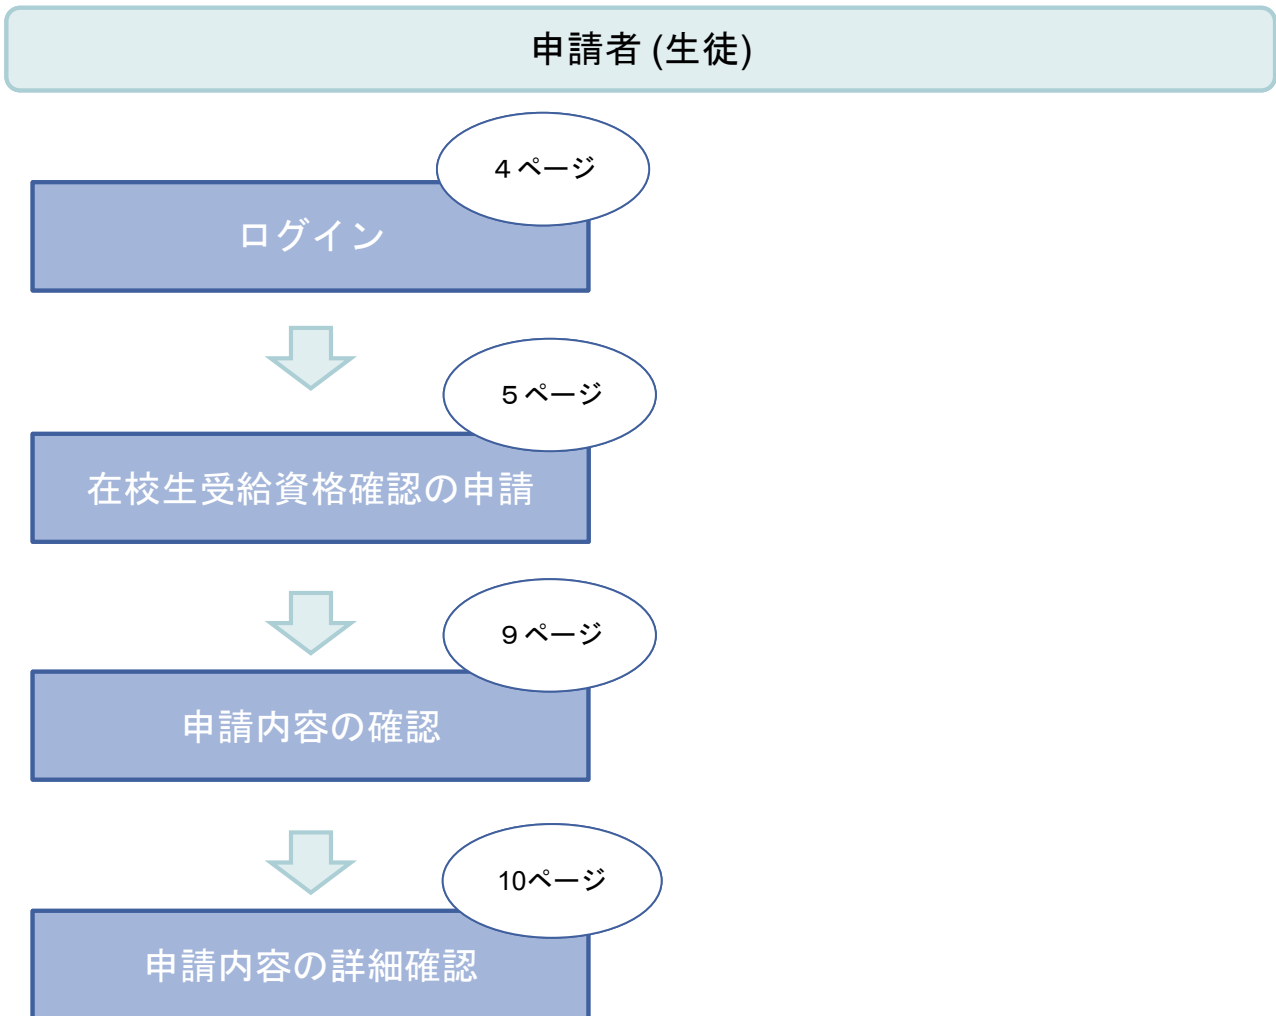 申請者 (生徒)
4 ページ
ログイン
5 ページ
在校生受給資格確認の申請
9 ページ
申請内容の確認
10ページ
申請内容の詳細確認